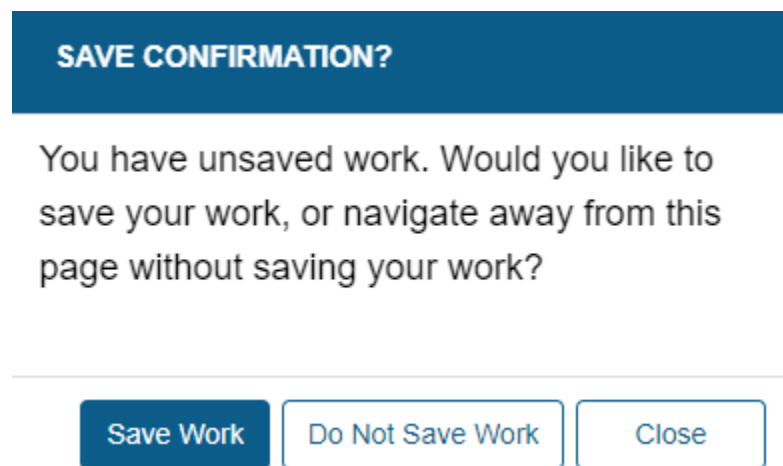 SAVE CONFIRMATION?
You have unsaved work. Would you like to
save your work, or navigate away from this
page without saving your work?
Save Work Do Not Save Work Close